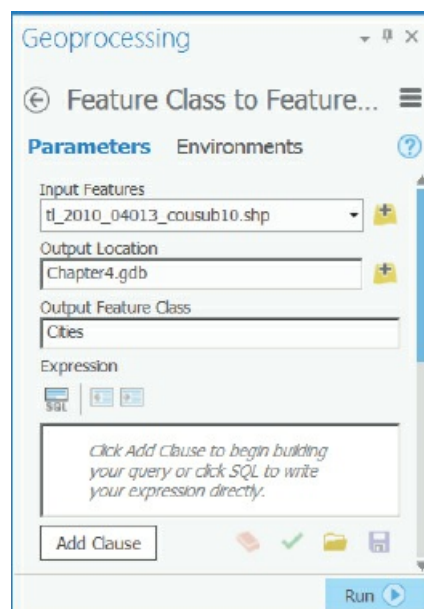 Geoprocessing
Feature Class to Feature...
Parameters Environments
Input Features
tl_2010_04013_cousub10.shp
Output Location
Chapter4.gdb
Output Feature Class
Cities
Expression
SQL
Click Add Clause to begin building
your query or click SQL to write
your expression directly.
Add Clause
Run